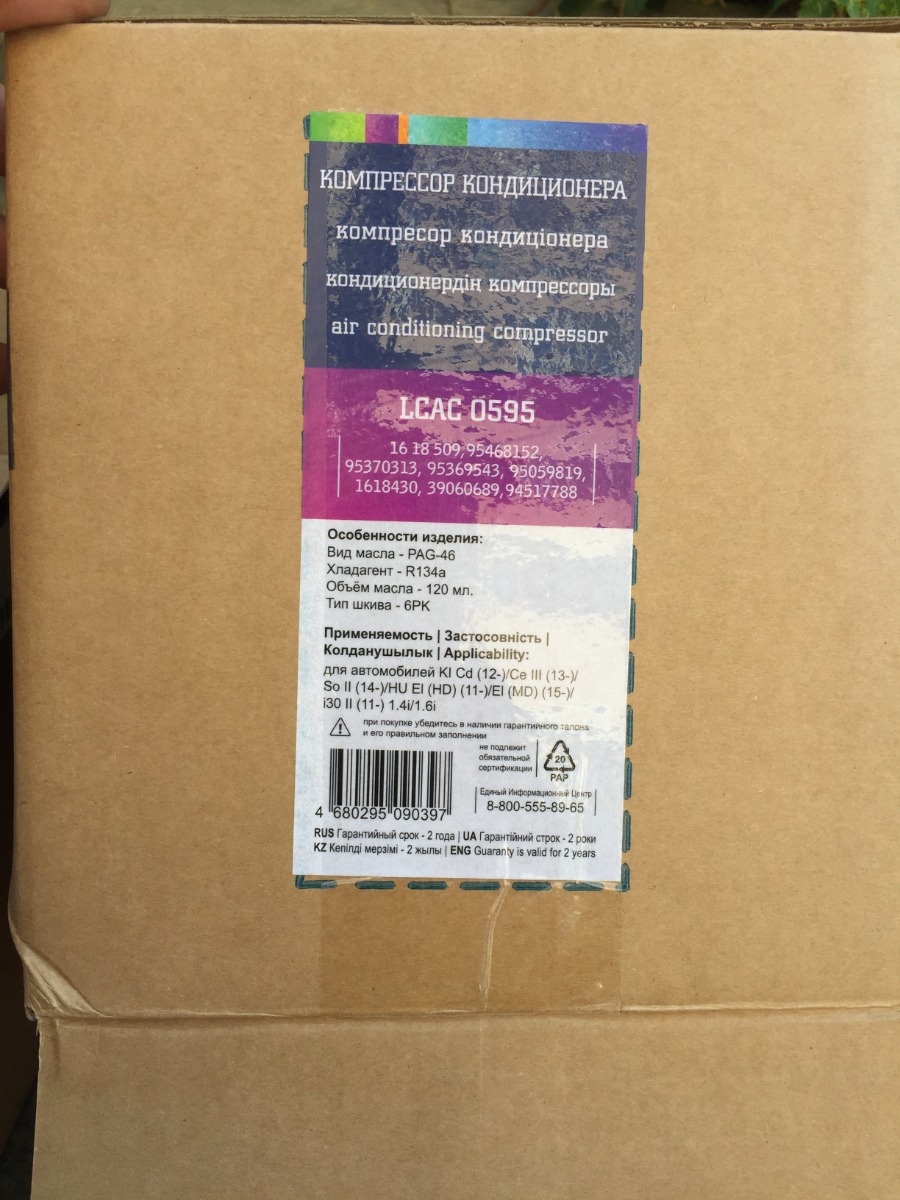 КОМПРЕССОР КОНДИЦИОНЕРА
компресор кондиціонера
кондиционердін компрессоры
air conditioning compressor
LCAC 0595
16 18 509, 95468152,
95370313, 95369543, 95059819,
1618430, 39060689, 94517788
Особенности изделия:
Вид масла - PAG-46
Хладагент - R134a
Объём масла - 120 мл.
Тип шкива - 6PK
Применяемость | Застосовність |
Колданушылык | Applicability:
для автомобилей KI Cd (12-)/Ce III (13-)/
So II (14-)/HU El (HD) (11-)/El (MD) (15-)/
i30 II (11-) 1.4i/1.6i
при покупке убедитесь в наличии гарантийного талона
и его правильном заполнении
не подлежит
обязательной
сертификации
20
PAP
Единый Информационный Центр
8-800-555-89-65
4 680295 090397
RUS Гарантийный срок - 2 года | UA Гарантійний строк - 2 роки
KZ Кепілді мерзімі - 2 жылы | ENG Guaranty is valid for 2 years